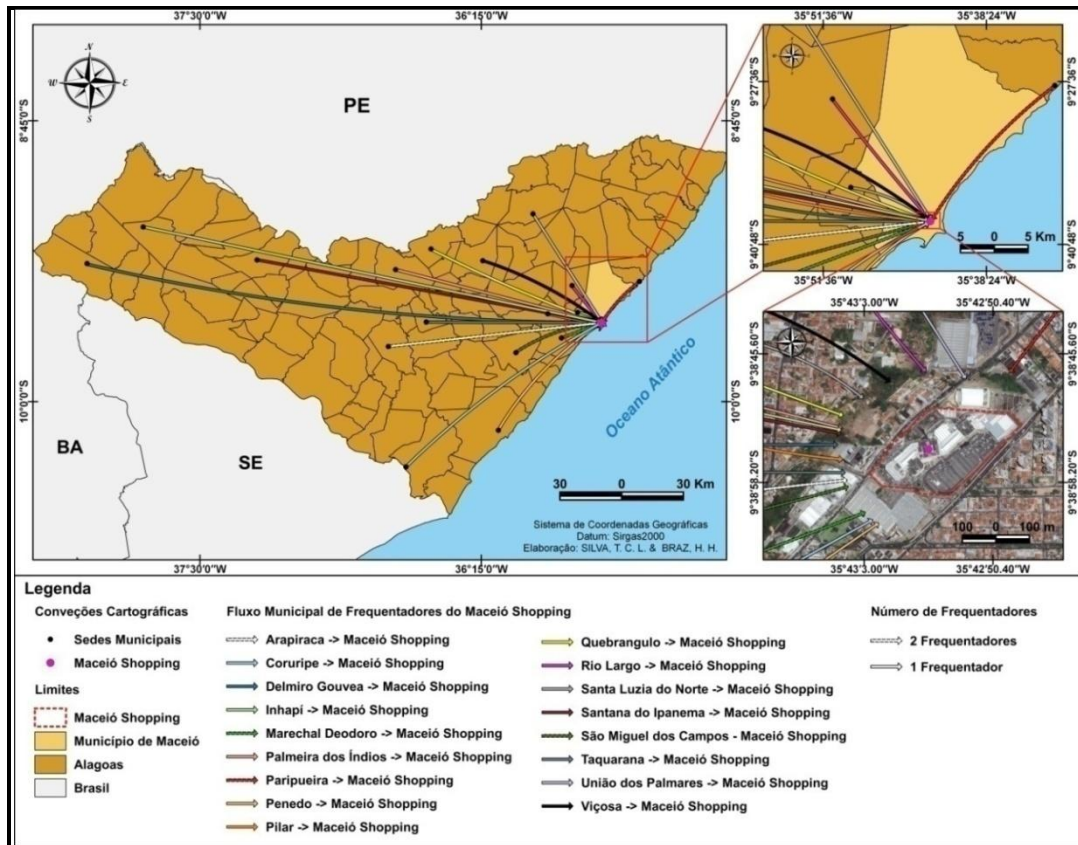 37°30'0"W
36°15'0"W
35°51'36"W
35°38'24"W
N
W
E
S
PE
8°45'0"S
8°45'0"S
9°27'36"S
9°27'36"S
9°40'48"S
9°40'48"S
5 0 5 Km
35°51'36"W
35°38'24"W
35°43'3.00"W
35°42'50.40"W
Oceano Atântico
BA
SE
10°0'0"S
10°0'0"S
30 0 30 Km
Sistema de Coordenadas Geográficas
Datum: Sirgas2000
Elaboração: SILVA, T. C. L. & BRAZ, H. H.
9°38'45.60"S
9°38'45.60"S
9°38'58.20"S
9°38'58.20"S
100 0 100 m
37°30'0"W
36°15'0"W
35°43'3.00"W
35°42'50.40"W
Legenda
Conveções Cartográficas
Sedes Municipais
Maceió Shopping
Limites
Maceió Shopping
Município de Maceió
Alagoas
Brasil
Fluxo Municipal de Frequentadores do Maceió Shopping
Arapiraca -> Maceió Shopping
Coruripe -> Maceió Shopping
Delmiro Gouvea -> Maceió Shopping
Inhapí -> Maceió Shopping
Marechal Deodoro -> Maceió Shopping
Palmeira dos Índios -> Maceió Shopping
Paripueira -> Maceió Shopping
Penedo -> Maceió Shopping
Pilar -> Maceió Shopping
Quebrangulo -> Maceió Shopping
Rio Largo -> Maceió Shopping
Santa Luzia do Norte -> Maceió Shopping
Santana do Ipanema -> Maceió Shopping
São Miguel dos Campos - Maceió Shopping
Taquarana -> Maceió Shopping
União dos Palmares -> Maceió Shopping
Viçosa -> Maceió Shopping
Número de Frequentadores
2 Frequentadores
1 Frequentador